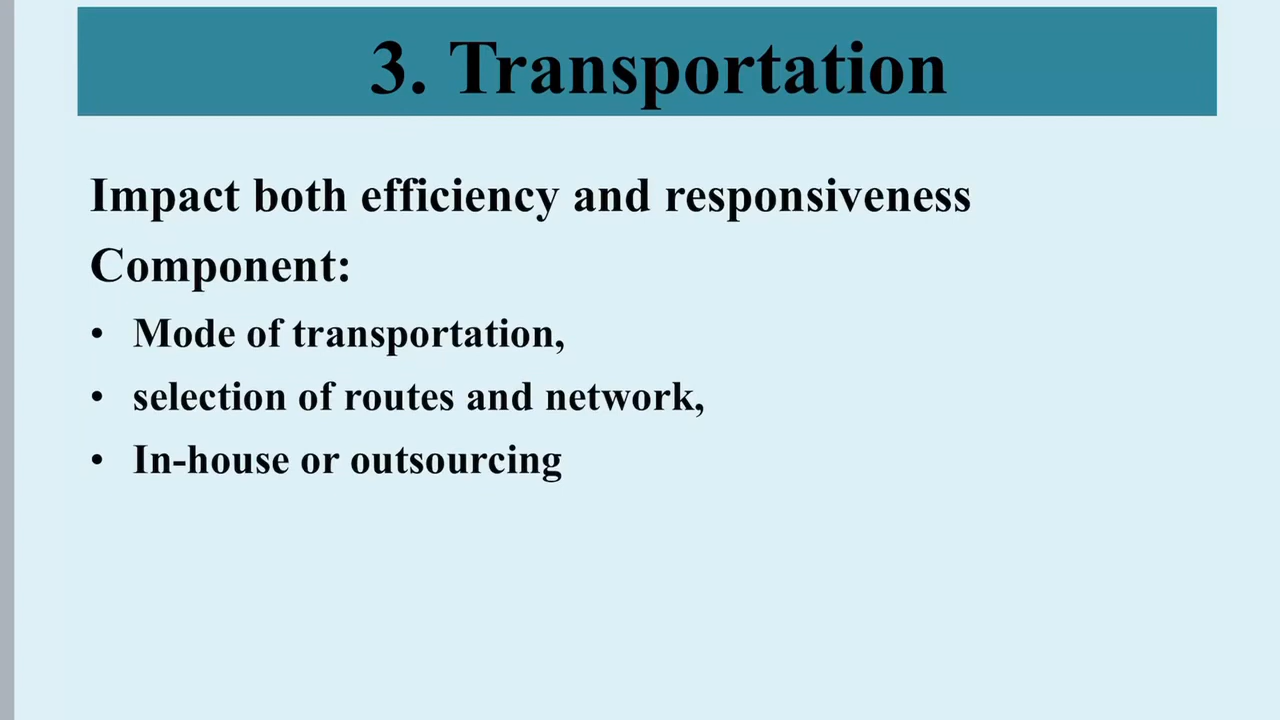 3. Transportation
Impact both efficiency and responsiveness
Component:
• Mode of transportation,
• selection of routes and network,
• In-house or outsourcing